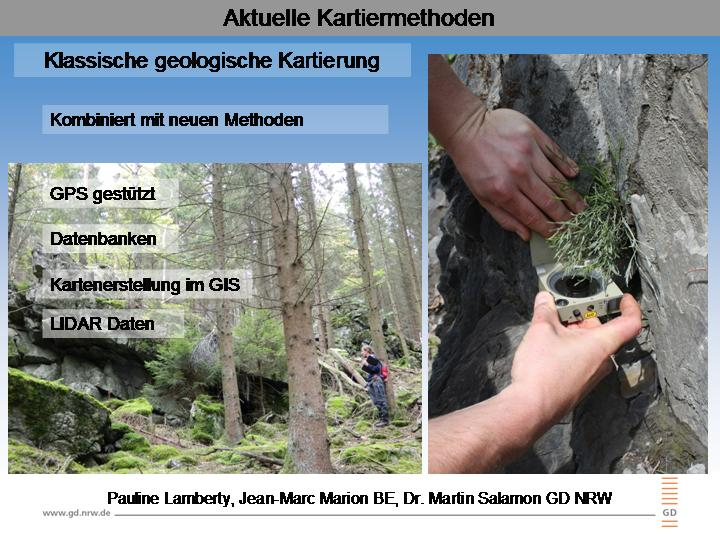 Aktuelle Kartiermethoden
Klassische geologische Kartierung
Kombiniert mit neuen Methoden
GPS gestützt
Datenbanken
Kartenerstellung im GIS
LIDAR Daten
Pauline Lamberty, Jean-Marc Marion BE, Dr. Martin Salamon GD NRW
www.gd.nrw.de
GD